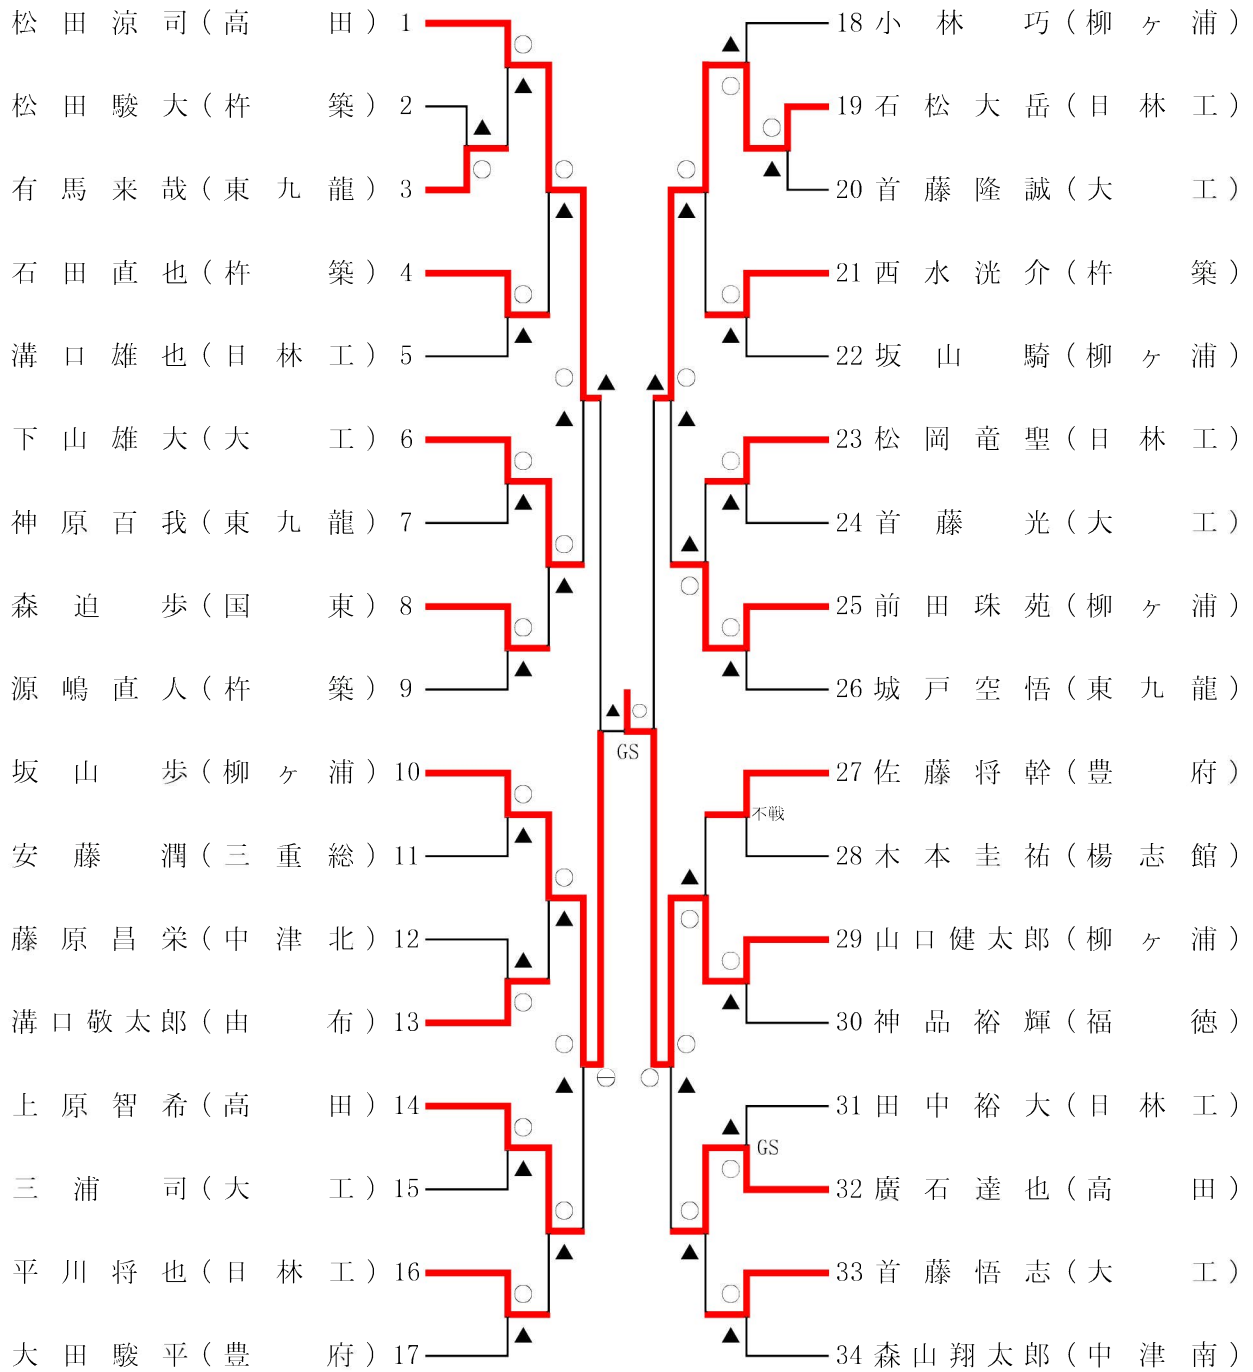 松田涼司(高田) 1
松田駿大(杵築) 2
有馬来哉(東九龍) 3
石田直也(杵築) 4
溝口雄也(日林工) 5
下山雄大(大工) 6
神原百我(東九龍) 7
森迫歩(国東) 8
源嶋直人(杵築) 9
坂山歩(柳ヶ浦) 10
安藤潤(三重総) 11
藤原昌栄(中津北) 12
溝口敬太郎(由布) 13
上原智希(高田) 14
三浦司(大工) 15
平川将也(日林工) 16
大田駿平(豊府) 17
GS
18 小林巧(柳ヶ浦)
19 石松大岳(日林工)
20 首藤隆誠(大工)
21 西水洸介(杵築)
22 坂山騎(柳ヶ浦)
23 松岡竜聖(日林工)
24 首藤光(大工)
25 前田珠苑(柳ヶ浦)
26 城戸空悟(東九龍)
27 佐藤将幹(豊府)
不戦
28 木本圭祐(楊志館)
29 山口健太郎(柳ヶ浦)
30 神品裕輝(福徳)
31 田中裕大(日林工)
GS
32 廣石達也(高田)
33 首藤悟志(大工)
34 森山翔太郎(中津南)